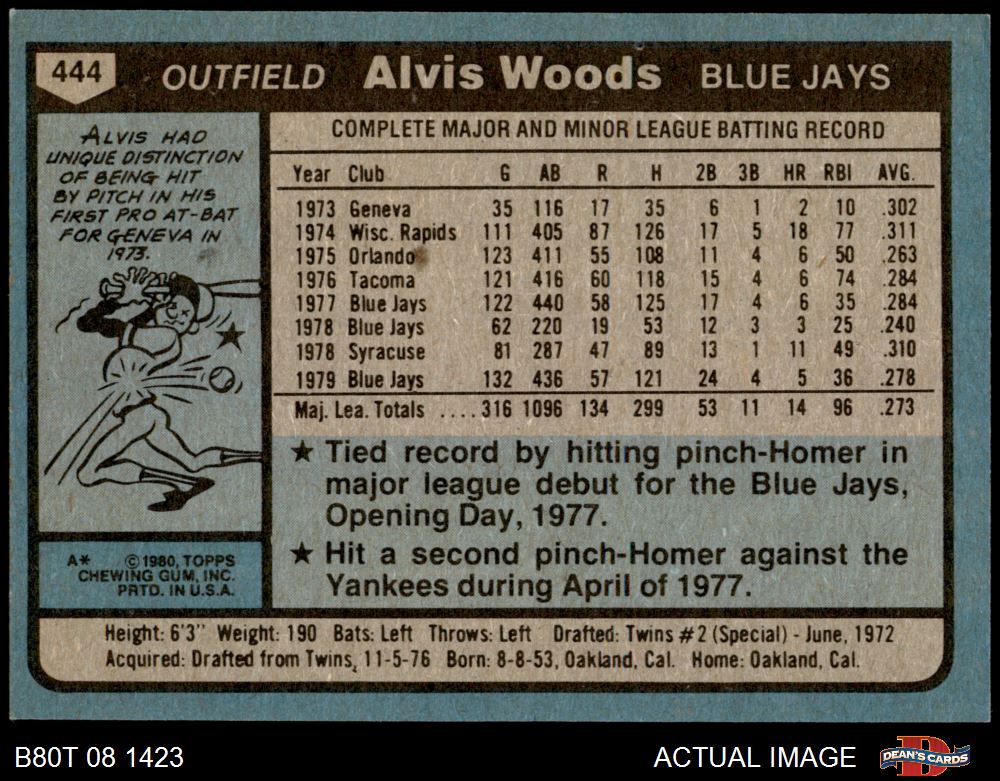 444 OUTFIELD Alvis Woods BLUE JAYS
ALVIS HAD
UNIQUE DISTINCTION
OF BEING HIT
BY PITCH IN HIS
FIRST PRO AT-BAT
FOR GENEVA IN
1973.
A* ©1980, TOPPS
CHEWING GUM, INC.
PRTD. IN U.S.A.
COMPLETE MAJOR AND MINOR LEAGUE BATTING RECORD
Year Club G AB R H 2B 3B HR RBI AVG.
1973 Geneva 35 116 17 35 6 1 2 10 .302
1974 Wisc. Rapids 111 405 87 126 17 5 18 77 .311
1975 Orlando 123 411 55 108 11 4 6 50 .263
1976 Tacoma 121 416 60 118 15 4 6 74 .284
1977 Blue Jays 122 440 58 125 17 4 6 35 .284
1978 Blue Jays 62 220 19 53 12 3 3 25 .240
1978 Syracuse 81 287 47 89 13 1 11 49 .310
1979 Blue Jays 132 436 57 121 24 4 5 36 .278
Maj. Lea. Totals ....316 1096 134 299 53 11 14 96 .273
★ Tied record by hitting pinch-Homer in
major league debut for the Blue Jays,
Opening Day, 1977.
★ Hit a second pinch-Homer against the
Yankees during April of 1977.
Height: 6'3" Weight: 190 Bats: Left Throws: Left Drafted: Twins #2 (Special) - June, 1972
Acquired: Drafted from Twins, 11-5-76 Born: 8-8-53, Oakland, Cal. Home: Oakland, Cal.
B80T 08 1423
ACTUAL IMAGE
DEAN'S CARDS